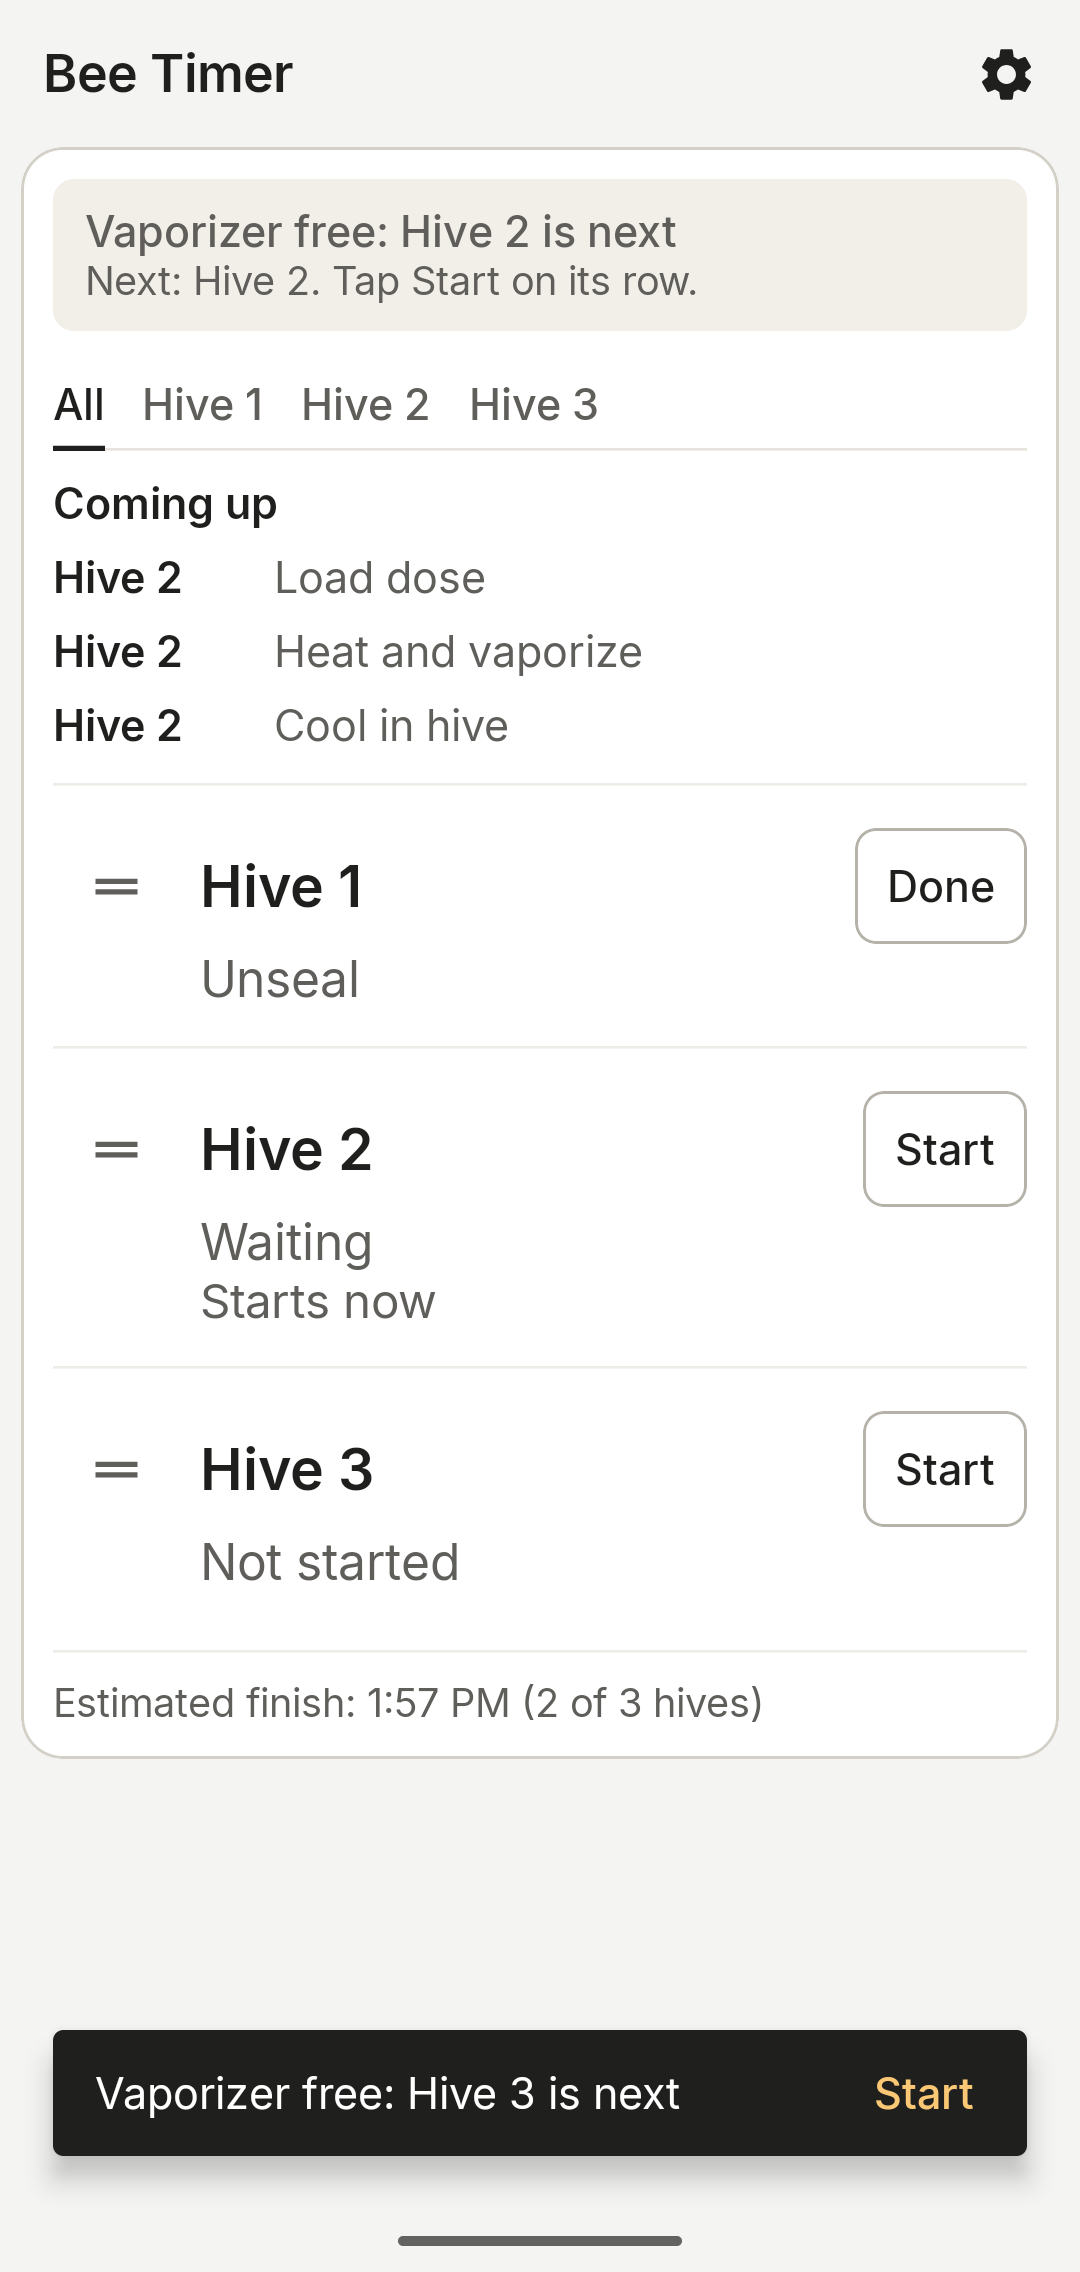 Bee Timer
Vaporizer free: Hive 2 is next
Next: Hive 2. Tap Start on its row.
All Hive 1 Hive 2 Hive 3
Coming up
Hive 2 Load dose
Hive 2 Heat and vaporize
Hive 2 Cool in hive
Hive 1 Done
Unseal
Hive 2 Start
Waiting
Starts now
Hive 3 Start
Not started
Estimated finish: 1:57 PM (2 of 3 hives)
Vaporizer free: Hive 3 is next Start